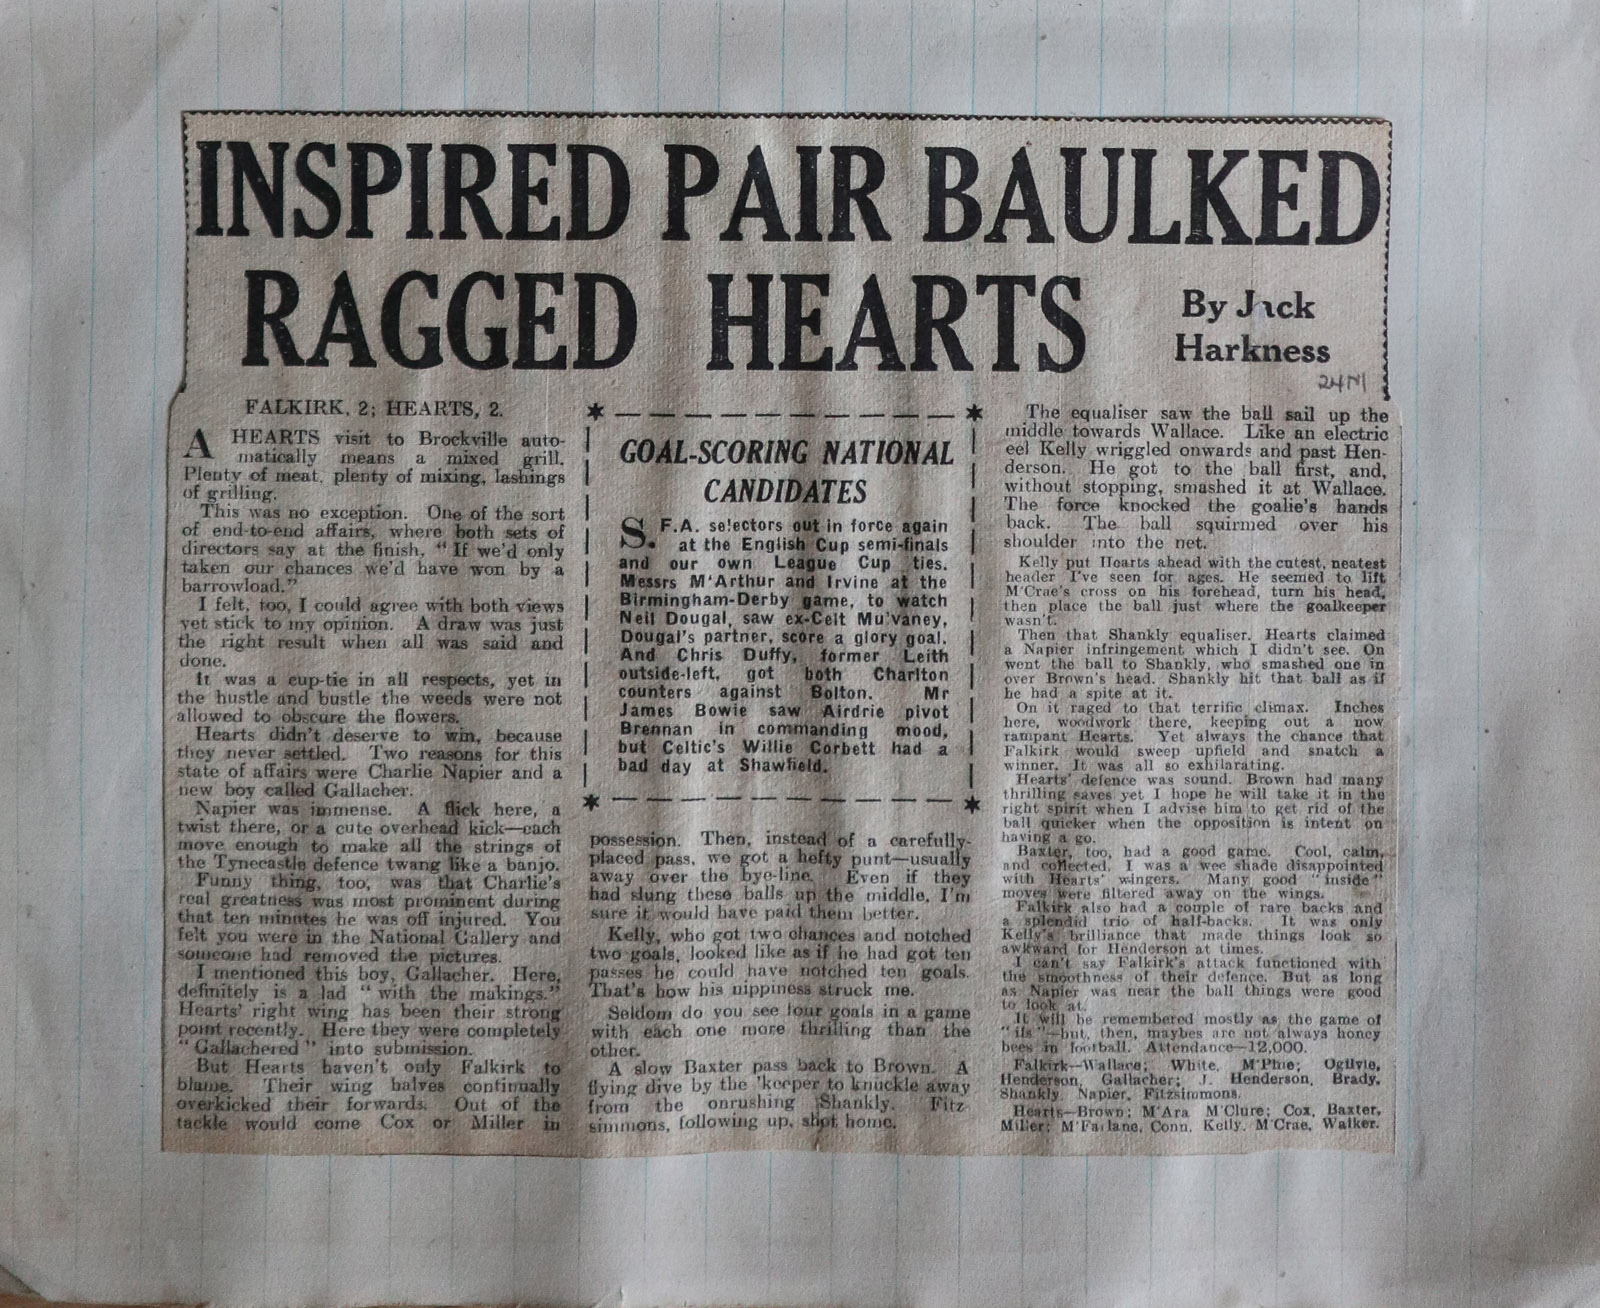 INSPIRED PAIR BAULKED
RAGGED HEARTS
By Jack
Harkness
FALKIRK, 2; HEARTS, 2.
A HEARTS visit to Brockville auto-
matically means a mixed grill.
Plenty of meat, plenty of mixing, lashings
of grilling.
This was no exception. One of the sort
of end-to-end affairs, where both sets of
directors say at the finish, " If we'd only
taken our chances we'd have won by a
barrowload."
I felt, too, I could agree with both views
yet stick to my opinion. A draw was just
the right result when all was said and
done.
It was a cup-tie in all respects, yet in
the hustle and bustle the weeds were not
allowed to obscure the flowers.
Hearts didn't deserve to win, because
they never settled. Two reasons for this
state of affairs were Charlie Napier and a
new boy called Gallacher.
Napier was immense. A flick here, a
twist there, or a cute overhead kick—each
move enough to make all the strings of
the Tynecastle defence twang like a banjo.
Funny thing, too, was that Charlie's
real greatness was most prominent during
that ten minutes he was off injured. You
felt you were in the National Gallery and
someone had removed the pictures.
I mentioned this boy, Gallacher. Here,
definitely is a lad " with the makings."
Hearts' right wing has been their strong
point recently. Here they were completely
" Gallachered " into submission.
But Hearts haven't only Falkirk to
blame. Their wing halves continually
overkicked their forwards. Out of the
tackle would come Cox or Miller in
GOAL-SCORING NATIONAL
CANDIDATES
S.F.A. selectors out in force again
at the English Cup semi-finals
and our own League Cup ties.
Messrs M'Arthur and Irvine at the
Birmingham-Derby game, to watch
Neil Dougal, saw ex-Celt Mulvaney,
Dougal's partner, score a glory goal.
And Chris Duffy, former Leith
outside-left, got both Charlton
counters against Bolton. Mr
James Bowie saw Airdrie pivot
Brennan in commanding mood,
but Celtic's Willie Corbett had a
bad day at Shawfield.
possession. Then, instead of a carefully-
placed pass, we got a hefty punt—usually
away over the bye-line. Even if they
had slung these balls up the middle, I'm
sure it would have paid them better.
Kelly, who got two chances and notched
two goals, looked like as if he had got ten
passes he could have notched ten goals.
That's how his nippiness struck me.
Seldom do you see four goals in a game
with each one more thrilling than the
other.
A slow Baxter pass back to Brown. A
flying dive by the 'keeper to knuckle away
from the onrushing Shankly. Fitz
simmons, following up, shot home.
The equaliser saw the ball sail up the
middle towards Wallace. Like an electric
eel Kelly wriggled onwards and past Hen-
derson. He got to the ball first, and,
without stopping, smashed it at Wallace.
The force knocked the goalie's hands
back. The ball squirmed over his
shoulder into the net.
Kelly put Hearts ahead with the cutest, neatest
header I've seen for ages. He seemed to lift
M'Crae's cross on his forehead, turn his head,
then place the ball just where the goalkeeper
wasn't.
Then that Shankly equaliser. Hearts claimed
a Napier infringement which I didn't see. On
went the ball to Shankly, who smashed one in
over Brown's head. Shankly hit that ball as if
he had a spite at it.
On it raged to that terrific climax. Inches
here, woodwork there, keeping out a now
rampant Hearts. Yet always the chance that
Falkirk would sweep upfield and snatch a
winner. It was all so exhilarating.
Hearts' defence was sound. Brown had many
thrilling saves yet I hope he will take it in the
right spirit when I advise him to get rid of the
ball quicker when the opposition is intent on
having a go.
Baxter, too, had a good game. Cool, calm,
and collected. I was a wee shade disappointed
with Hearts' wingers. Many good "inside"
moves were filtered away on the wings.
Falkirk also had a couple of rare backs and
a splendid trio of half-backs. It was only
Kelly's brilliance that made things look so
awkward for Henderson at times.
I can't say Falkirk's attack functioned with
the smoothness of their defence. But as long
as Napier was near the ball things were good
to look at.
It will be remembered mostly as the game of
"ifs"—but, then, maybes are not always honey
bees in football. Attendance—12,000.
Falkirk—Wallace; White, M'Phie; Ogilvie,
Henderson, Gallacher; J. Henderson, Brady,
Shankly, Napier, Fitzsimmons.
Hearts—Brown; M'Ara M'Clure; Cox, Baxter,
Miller; M'Farlane, Conn, Kelly, M'Crae, Walker.